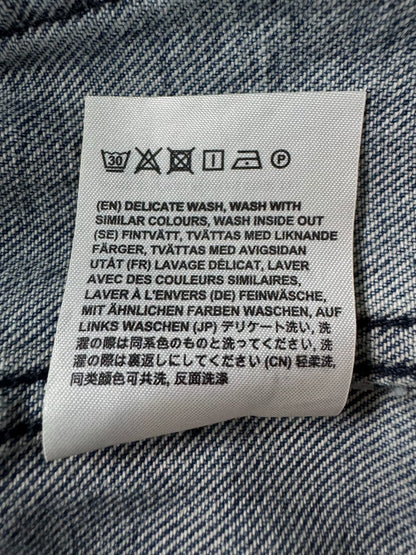 30 P
(EN) DELICATE WASH, WASH WITH
SIMILAR COLOURS, WASH INSIDE OUT
(SE) FINTVÄTT, TVÄTTAS MED LIKNANDE
FÄRGER, TVÄTTAS MED AVIGSIDAN
UTÅT (FR) LAVAGE DÉLICAT, LAVER
AVEC DES COULEURS SIMILAIRES,
LAVER À L'ENVERS (DE) FEINWÄSCHE,
MIT ÄHNLICHEN FARBEN WASCHEN, AUF
LINKS WASCHEN (JP) デリケート洗い, 洗
濯の際は同系色のものと洗ってください, 洗
濯の際は裏返しにしてください (CN) 轻柔洗,
同类颜色可共洗, 反面洗涤